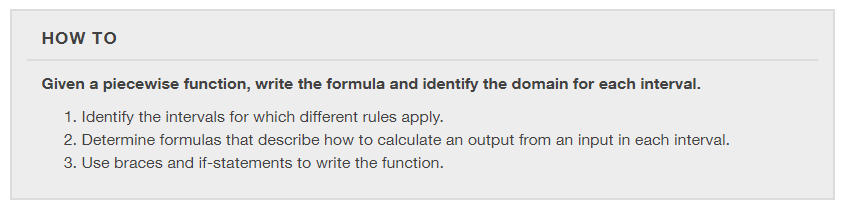 HOW TO
Given a piecewise function, write the formula and identify the domain for each interval.
1. Identify the intervals for which different rules apply.
2. Determine formulas that describe how to calculate an output from an input in each interval.
3. Use braces and if-statements to write the function.